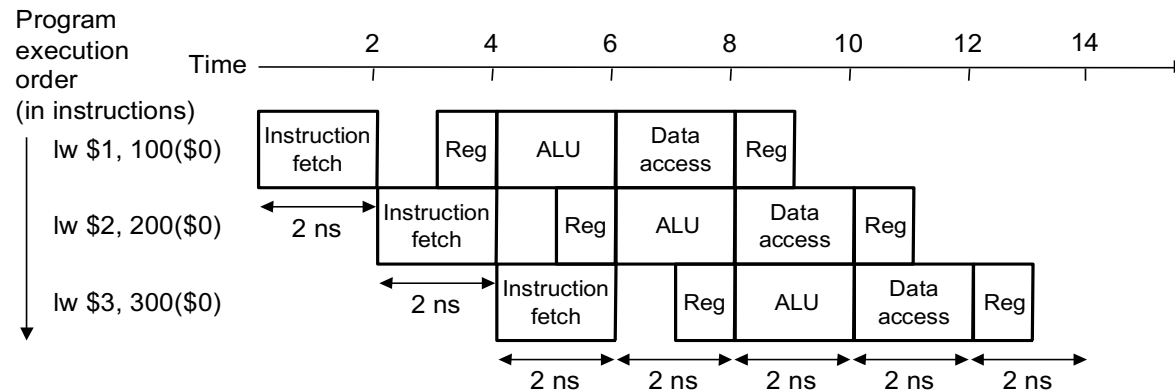 Program
execution
order
(in instructions)
Time
2 4 6 8 10 12 14
lw $1, 100($0)
Instruction
fetch
Reg
ALU
Data
access
Reg
2 ns
lw $2, 200($0)
Instruction
fetch
Reg
ALU
Data
access
Reg
2 ns
lw $3, 300($0)
Instruction
fetch
Reg
ALU
Data
access
Reg
2 ns 2 ns 2 ns 2 ns 2 ns